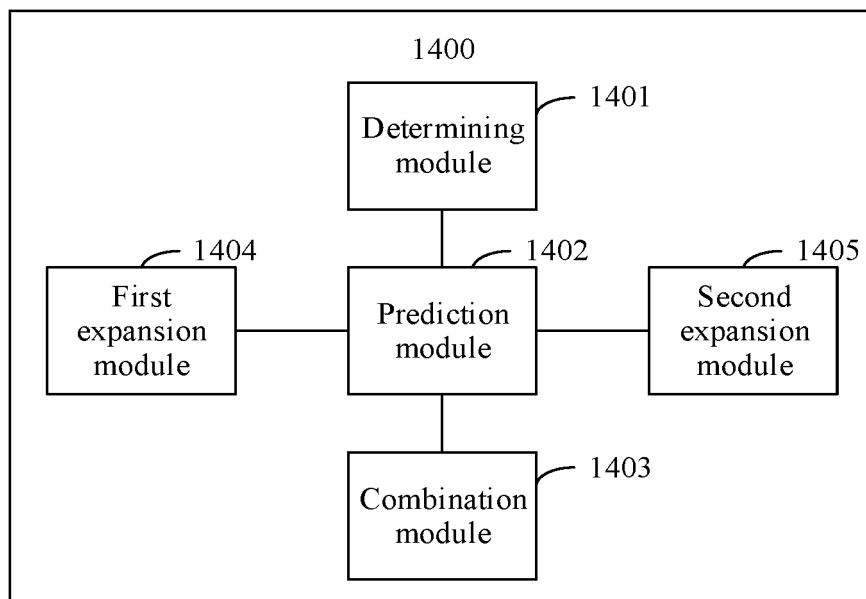 1400
1401
Determining
module
1404
1402
1405
First
expansion
module
Prediction
module
Second
expansion
module
1403
Combination
module